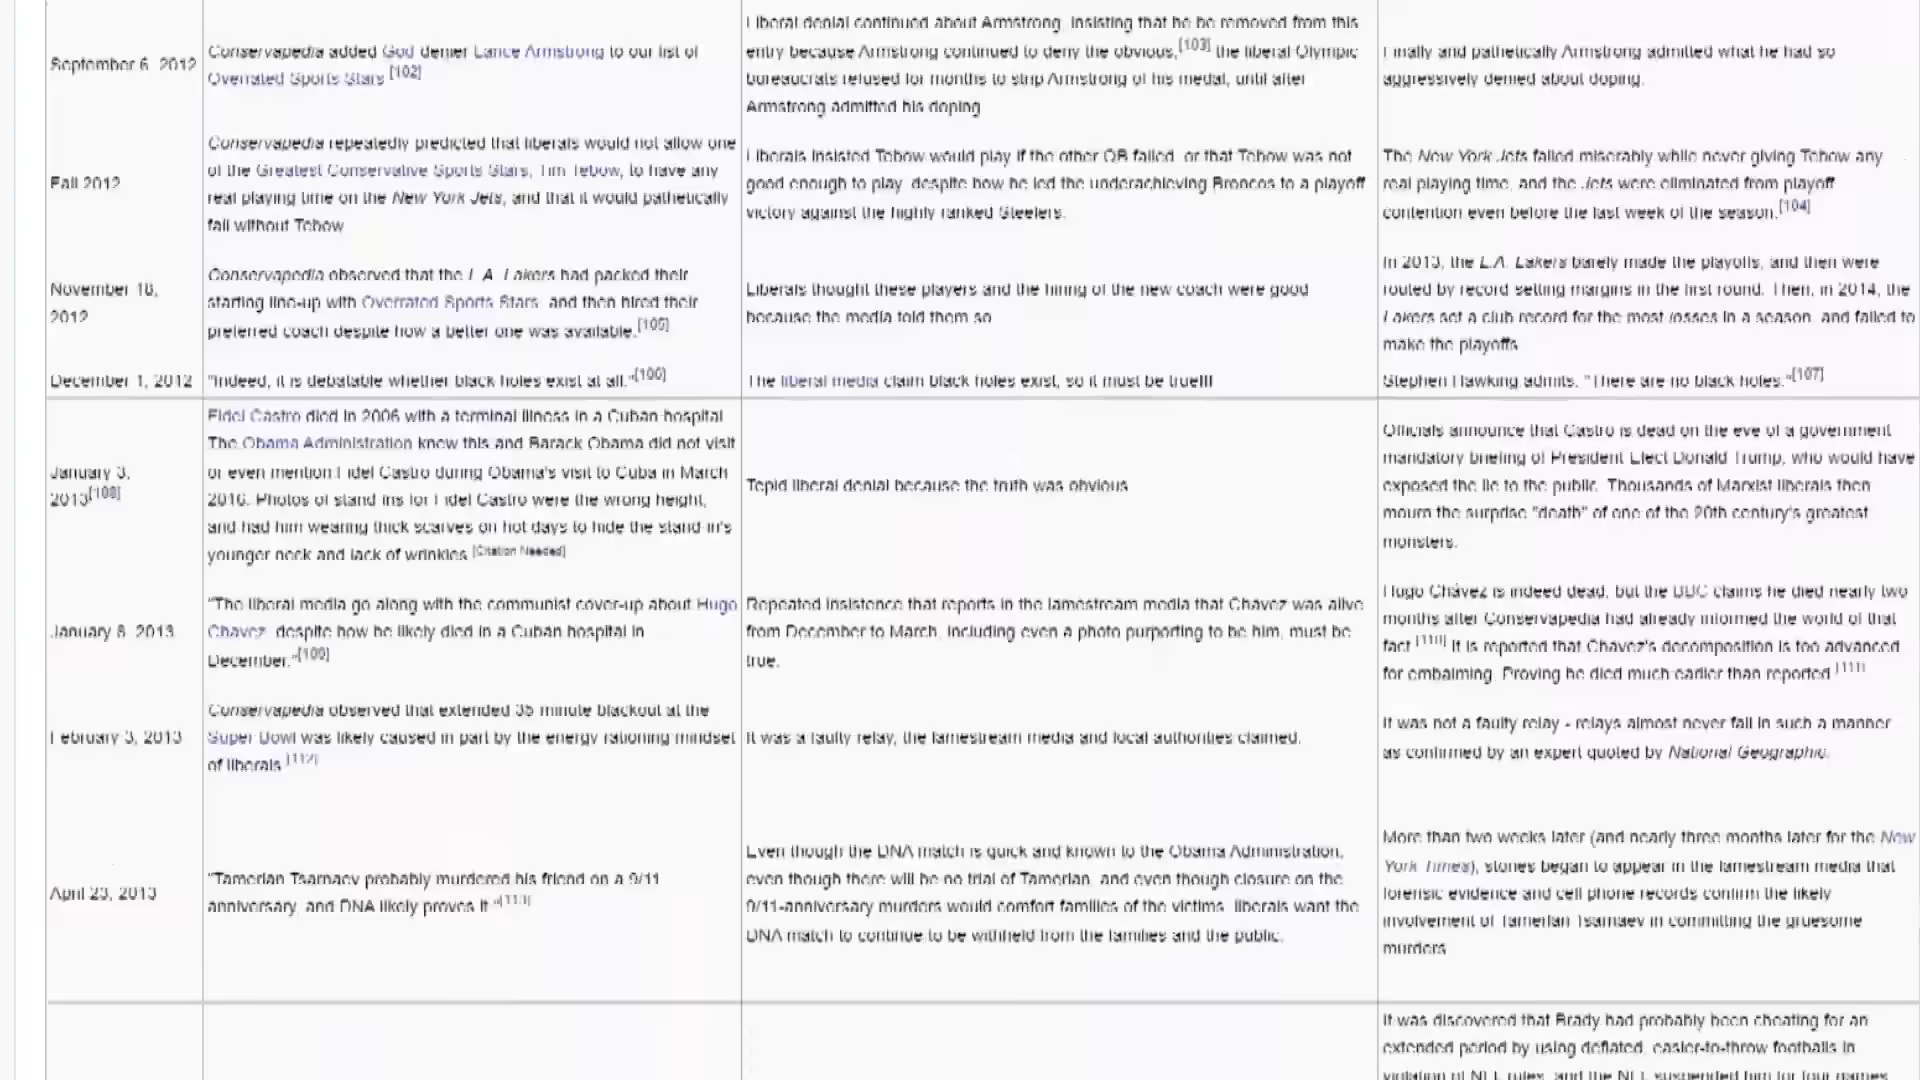 September 6, 2012
Conservapedia added God denier Lance Armstrong to our list of
Overrated Sports Stars.[102]
Liberal denial continued about Armstrong, insisting that he be removed from this
entry because Armstrong continued to deny the obvious;[103] the liberal Olympic
bureaucrats refused for months to strip Armstrong of his medal, until after
Armstrong admitted his doping
Finally and pathetically Armstrong admitted what he had so
aggressively denied about doping.
Fall 2012
Conservapedia repeatedly predicted that liberals would not allow one
of the Greatest Conservative Sports Stars, Tim Tebow, to have any
real playing time on the New York Jets, and that it would pathetically
fail without Tebow
Liberals insisted Tebow would play if the other QB failed, or that Tebow was not
good enough to play, despite how he led the underachieving Broncos to a playoff
victory against the highly ranked Steelers.
The New York Jets failed miserably while never giving Tebow any
real playing time, and the Jets were eliminated from playoff
contention even before the last week of the season.[104]
November 18,
2012
Conservapedia observed that the L.A. Lakers had packed their
starting line-up with Overrated Sports Stars, and then hired their
preferred coach despite how a better one was available.[105]
Liberals thought these players and the hiring of the new coach were good
because the media told them so
In 2013, the L.A. Lakers barely made the playoffs, and then were
routed by record setting margins in the first round. Then, in 2014, the
Lakers set a club record for the most losses in a season, and failed to
make the playoffs
December 1, 2012
"Indeed, it is debatable whether black holes exist at all."[106]
The liberal media claim black holes exist, so it must be true!!!
Stephen Hawking admits, "There are no black holes."[107]
January 3,
2013[108]
Fidel Castro died in 2006 with a terminal illness in a Cuban hospital.
The Obama Administration knew this and Barack Obama did not visit
or even mention Fidel Castro during Obama's visit to Cuba in March
2016. Photos of stand ins for Fidel Castro were the wrong height,
and had him wearing thick scarves on hot days to hide the stand-in's
younger neck and lack of wrinkles.[Citation Needed]
Tepid liberal denial because the truth was obvious
Officials announce that Castro is dead on the eve of a government
mandatory briefing of President Elect Donald Trump, who would have
exposed the lie to the public. Thousands of Marxist liberals then
mourn the surprise "death" of one of the 20th century's greatest
monsters.
January 8, 2013
"The liberal media go along with the communist cover-up about Hugo
Chavez, despite how he likely died in a Cuban hospital in
December."[109]
Repeated insistence that reports in the lamestream media that Chavez was alive
from December to March, including even a photo purporting to be him, must be
true.
Hugo Chávez is indeed dead, but the BBC claims he died nearly two
months after Conservapedia had already informed the world of that
fact.[110] It is reported that Chavez's decomposition is too advanced
for embalming. Proving he died much earlier than reported.[111]
February 3, 2013
Conservapedia observed that extended 35 minute blackout at the
Super Bowl was likely caused in part by the energy rationing mindset
of liberals.[112]
It was a faulty relay, the lamestream media and local authorities claimed.
It was not a faulty relay - relays almost never fail in such a manner
as confirmed by an expert quoted by National Geographic.
April 23, 2013
"Tamerlan Tsarnaev probably murdered his friend on a 9/11
anniversary, and DNA likely proves it."[113]
Even though the DNA match is quick and known to the Obama Administration,
even though there will be no trial of Tamerlan, and even though closure on the
9/11-anniversary murders would comfort families of the victims, liberals want the
DNA match to continue to be withheld from the families and the public.
More than two weeks later (and nearly three months later for the New
York Times), stories began to appear in the lamestream media that
forensic evidence and cell phone records confirm the likely
involvement of Tamerlan Tsarnaev in committing the gruesome
murders
It was discovered that Brady had probably been cheating for an
extended period by using deflated, easier-to-throw footballs in
violation of NFL rules, and the NFL suspended him for four games